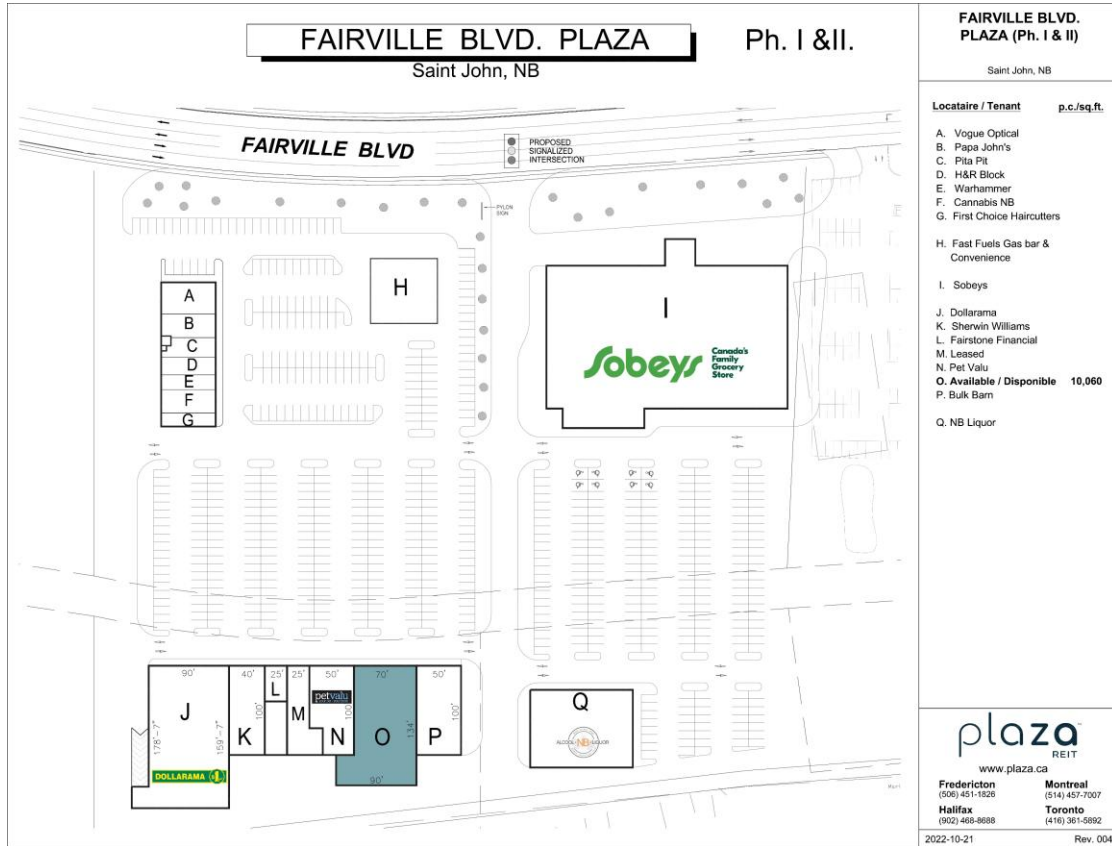 FAIRVILLE BLVD. PLAZA Ph. I &II.
Saint John, NB
FAIRVILLE BLVD
PROPOSED
SIGNALIZED
INTERSECTION
PYLON
SIGN
A
B
C
D
E
F
G
H
I
Sobeys
Canada's
Family
Grocery
Store
90'
40'
25'
25'
50'
70'
50'
J
K
L
M
N
O
P
petvalu
178'-7"
159'-7"
100'
100'
100
134'
100'
90'
DOLLARAMA
Q
ALCOOL NB LIQUOR
FAIRVILLE BLVD.
PLAZA (Ph. I & II)
Saint John, NB
Locataire / Tenant p.c./sq.ft.
A. Vogue Optical
B. Papa John's
C. Pita Pit
D. H&R Block
E. Warhammer
F. Cannabis NB
G. First Choice Haircutters
H. Fast Fuels Gas bar &
Convenience
I. Sobeys
J. Dollarama
K. Sherwin Williams
L. Fairstone Financial
M. Leased
N. Pet Valu
O. Available / Disponible 10,060
P. Bulk Barn
Q. NB Liquor
plaza
REIT
www.plaza.ca
Fredericton
(506) 451-1826
Montreal
(514) 457-7007
Halifax
(902) 468-8688
Toronto
(416) 361-5892
2022-10-21 Rev. 004